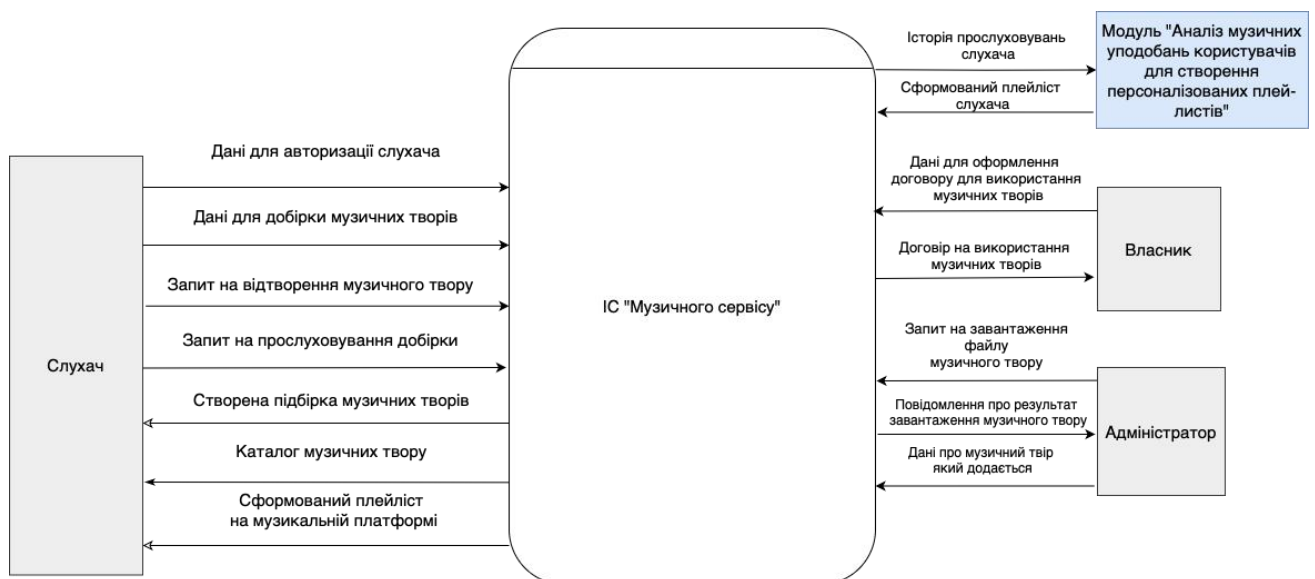 Історія прослуховувань
слухача
Сформований плейліст
слухача
Модуль "Аналіз музичних
уподобань користувачів
для створення
персоналізованих плей-
листів"
Дані для авторизації слухача
Дані для добірки музичних творів
Запит на відтворення музичного твору
Запит на прослуховування добірки
Створена підбірка музичних творів
Каталог музичних твору
Сформований плейліст
на музикальній платформі
Слухач
ІС "Музичного сервісу"
Дані для оформлення
договору для використання
музичних творів
Договір на використання
музичних творів
Власник
Запит на завантаження
файлу
музичного твору
Повідомлення про результат
завантаження музичного твору
Дані про музичний твір
який додається
Адміністратор